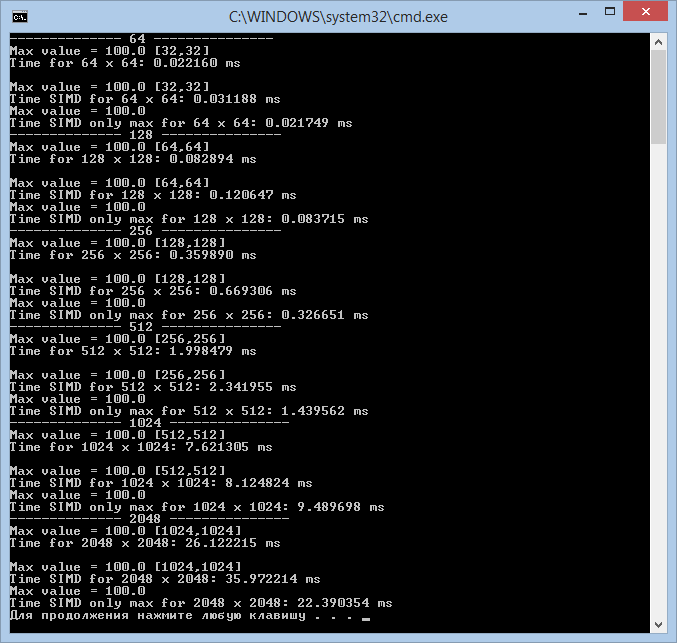 C:\WINDOWS\system32\cmd.exe
-------------- 64 ---------------
Max value = 100.0 [32,32]
Time for 64 x 64: 0.022160 ms
Max value = 100.0 [32,32]
Time SIMD for 64 x 64: 0.031188 ms
Max value = 100.0
Time SIMD only max for 64 x 64: 0.021749 ms
-------------- 128 ---------------
Max value = 100.0 [64,64]
Time for 128 x 128: 0.082894 ms
Max value = 100.0 [64,64]
Time SIMD for 128 x 128: 0.120647 ms
Max value = 100.0
Time SIMD only max for 128 x 128: 0.083715 ms
-------------- 256 ---------------
Max value = 100.0 [128,128]
Time for 256 x 256: 0.359890 ms
Max value = 100.0 [128,128]
Time SIMD for 256 x 256: 0.669306 ms
Max value = 100.0
Time SIMD only max for 256 x 256: 0.326651 ms
-------------- 512 ---------------
Max value = 100.0 [256,256]
Time for 512 x 512: 1.998479 ms
Max value = 100.0 [256,256]
Time SIMD for 512 x 512: 2.341955 ms
Max value = 100.0
Time SIMD only max for 512 x 512: 1.439562 ms
-------------- 1024 ---------------
Max value = 100.0 [512,512]
Time for 1024 x 1024: 7.621305 ms
Max value = 100.0 [512,512]
Time SIMD for 1024 x 1024: 8.124824 ms
Max value = 100.0
Time SIMD only max for 1024 x 1024: 9.489698 ms
-------------- 2048 ---------------
Max value = 100.0 [1024,1024]
Time for 2048 x 2048: 26.122215 ms
Max value = 100.0 [1024,1024]
Time SIMD for 2048 x 2048: 35.972214 ms
Max value = 100.0
Time SIMD only max for 2048 x 2048: 22.390354 ms
Для продолжения нажмите любую клавишу . . . _